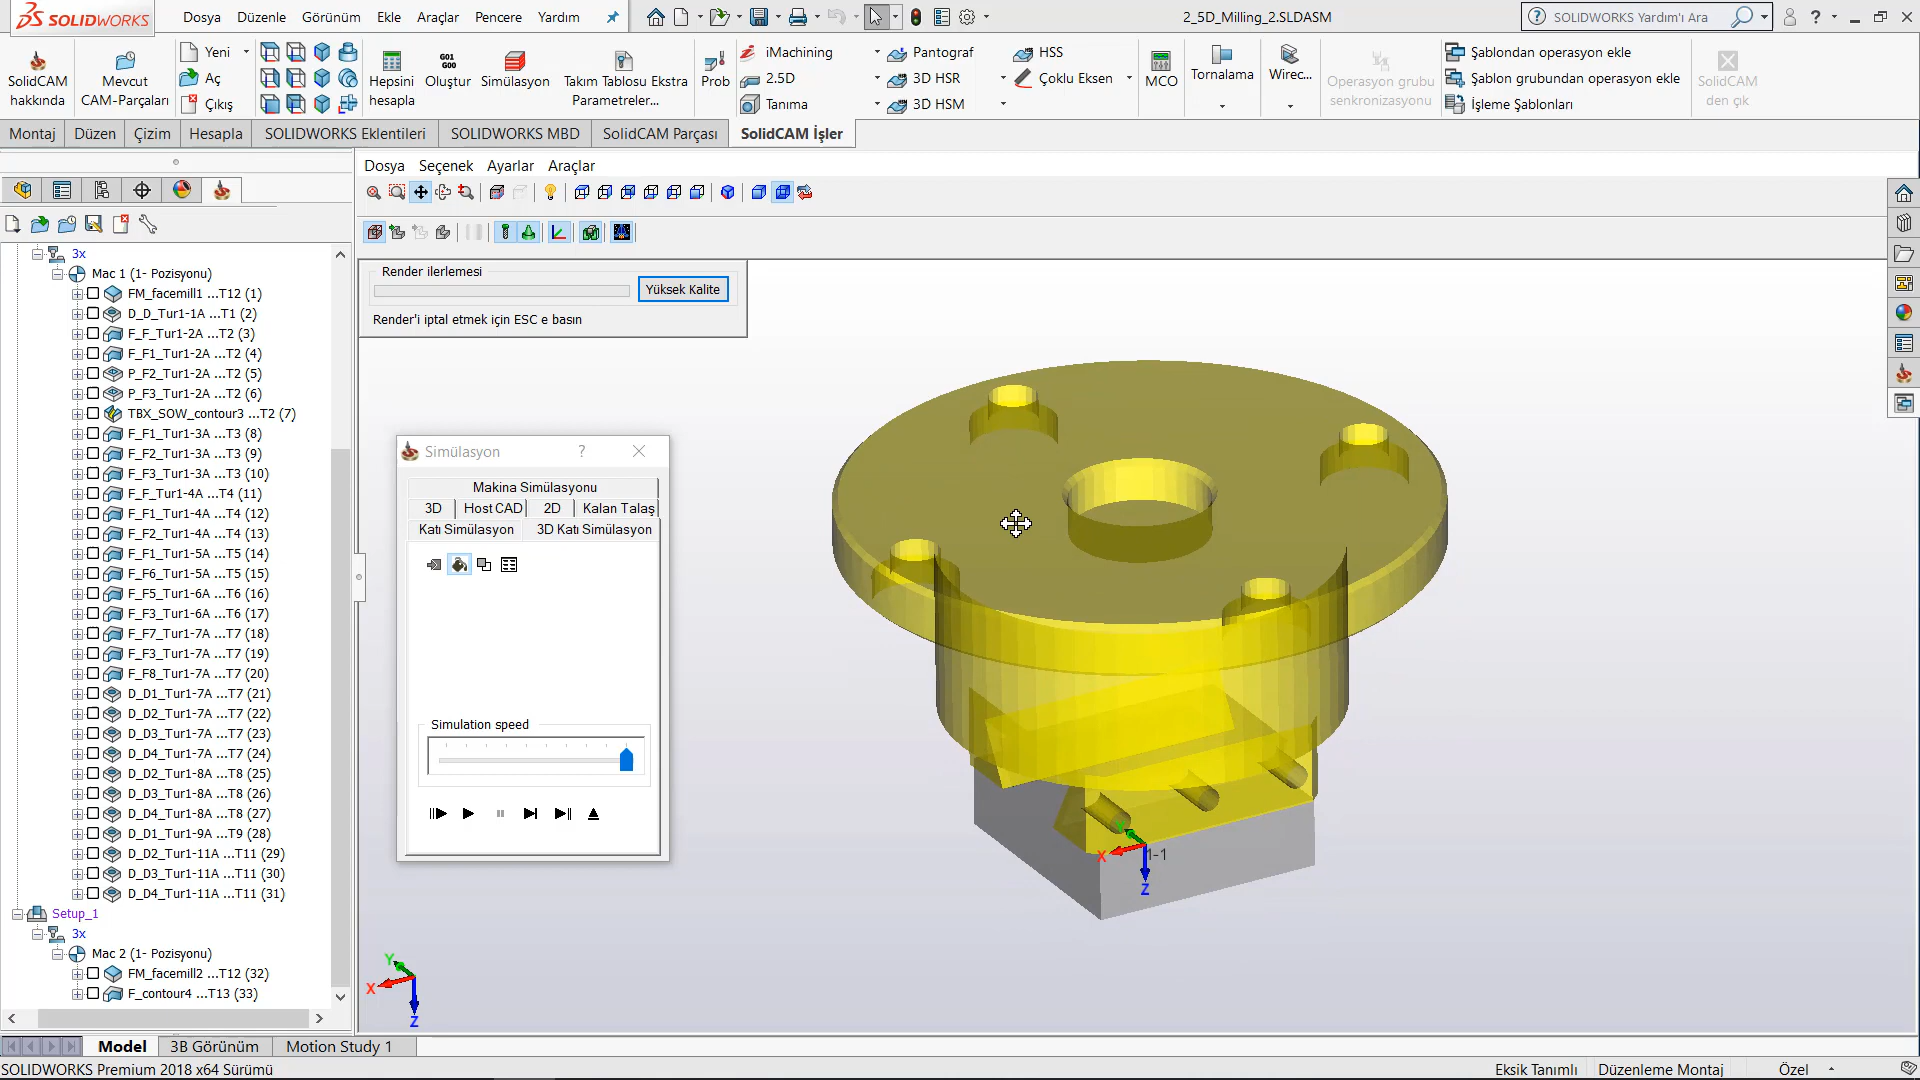 SOLIDWORKS
Dosya Düzenle Görünüm Ekle Araçlar Pencere Yardım
2_5D_Milling_2.SLDASM
SOLIDWORKS Yardım'ı Ara
SolidCAM hakkında
Mevcut CAM-Parçaları
Yeni
Aç
Çıkış
Hepsini hesapla
G01 G00 Oluştur
Simülasyon
Takım Tablosu Ekstra Parametreler...
Prob
iMachining
2.5D
Tanıma
Pantograf
3D HSR
3D HSM
HSS
Çoklu Eksen
MCO
Tornalama
Wirec...
Operasyon grubu senkronizasyonu
Şablondan operasyon ekle
Şablon grubundan operasyon ekle
İşleme Şablonları
SolidCAM den çık
Montaj Düzen Çizim Hesapla SOLIDWORKS Eklentileri SOLIDWORKS MBD SolidCAM Parçası SolidCAM İşler
Dosya Seçenek Ayarlar Araçlar
Render ilerlemesi
Yüksek Kalite
Render'i iptal etmek için ESC e basın
3x
Mac 1 (1- Pozisyonu)
FM_facemill1 ...T12 (1)
D_D_Tur1-1A ...T1 (2)
F_F_Tur1-2A ...T2 (3)
F_F1_Tur1-2A ...T2 (4)
P_F2_Tur1-2A ...T2 (5)
P_F3_Tur1-2A ...T2 (6)
TBX_SOW_contour3 ...T2 (7)
F_F1_Tur1-3A ...T3 (8)
F_F2_Tur1-3A ...T3 (9)
F_F3_Tur1-3A ...T3 (10)
F_F_Tur1-4A ...T4 (11)
F_F1_Tur1-4A ...T4 (12)
F_F2_Tur1-4A ...T4 (13)
F_F1_Tur1-5A ...T5 (14)
F_F6_Tur1-5A ...T5 (15)
F_F5_Tur1-6A ...T6 (16)
F_F3_Tur1-6A ...T6 (17)
F_F7_Tur1-7A ...T7 (18)
F_F3_Tur1-7A ...T7 (19)
F_F8_Tur1-7A ...T7 (20)
D_D1_Tur1-7A ...T7 (21)
D_D2_Tur1-7A ...T7 (22)
D_D3_Tur1-7A ...T7 (23)
D_D4_Tur1-7A ...T7 (24)
D_D2_Tur1-8A ...T8 (25)
D_D3_Tur1-8A ...T8 (26)
D_D4_Tur1-8A ...T8 (27)
D_D1_Tur1-9A ...T9 (28)
D_D2_Tur1-11A ...T11 (29)
D_D3_Tur1-11A ...T11 (30)
D_D4_Tur1-11A ...T11 (31)
Setup_1
3x
Mac 2 (1- Pozisyonu)
FM_facemill2 ...T12 (32)
F_contour4 ...T13 (33)
Simülasyon ?
Makina Simülasyonu
3D Host CAD 2D Kalan Talaş
Katı Simülasyon 3D Katı Simülasyon
Simulation speed
X 1-1
Z
Y
X
Z
Model 3B Görünüm Motion Study 1
SOLIDWORKS Premium 2018 x64 Sürümü
Eksik Tanımlı Düzenleme Montaj Özel